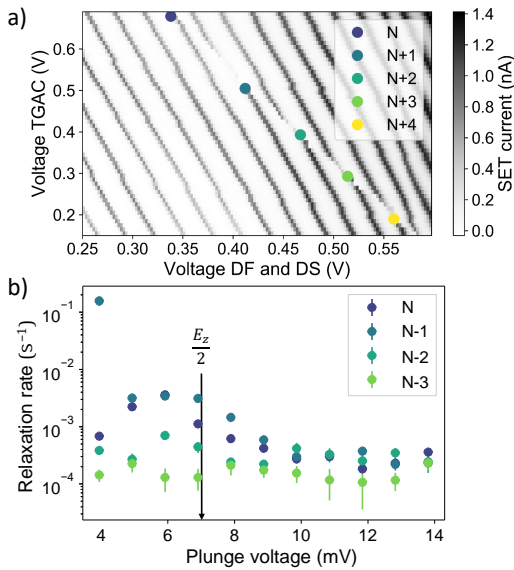 a)
Voltage TGAC (V)
0.6
0.5
0.4
0.3
0.2
0.25 0.30 0.35 0.40 0.45 0.50 0.55
Voltage DF and DS (V)
N
N+1
N+2
N+3
N+4
1.4
1.2
1.0
0.8
0.6
0.4
0.2
0.0
SET current (nA)
b)
Relaxation rate (s⁻¹)
10⁻¹
10⁻²
10⁻³
10⁻⁴
E_z
2
N
N-1
N-2
N-3
4 6 8 10 12 14
Plunge voltage (mV)